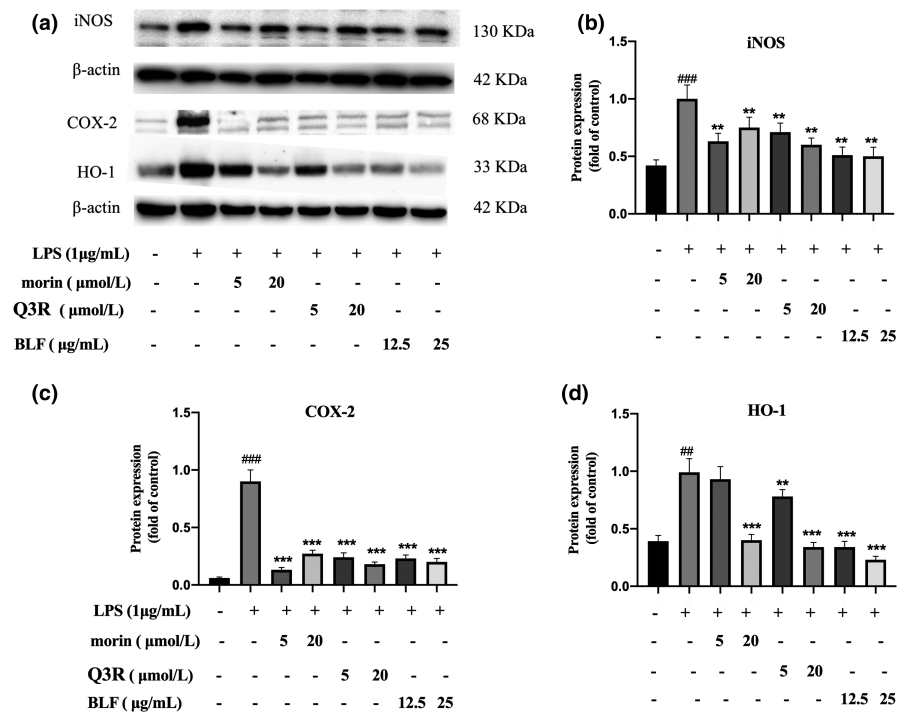 (a)
iNOS
130 KDa
β-actin
42 KDa
COX-2
68 KDa
HO-1
33 KDa
β-actin
42 KDa
LPS (1μg/mL) - + + + + + + +
morin ( μmol/L) - - 5 20 - - - -
Q3R ( μmol/L) - - - - 5 20 - -
BLF ( μg/mL) - - - - - - 12.5 25
(b)
iNOS
Protein expression
(fold of control)
1.5
1.0
0.5
0.0
### ** ** ** ** ** **
- + + + + + + +
- - 5 20 - - - -
- - - - 5 20 - -
- - - - - - 12.5 25
(c)
COX-2
Protein expression
(fold of control)
1.5
1.0
0.5
0.0
### *** *** *** *** *** ***
LPS (1μg/mL) - + + + + + + +
morin ( μmol/L) - - 5 20 - - - -
Q3R ( μmol/L) - - - - 5 20 - -
BLF ( μg/mL) - - - - - - 12.5 25
(d)
HO-1
Protein expression
(fold of control)
1.5
1.0
0.5
0.0
## *** ** *** *** ***
- + + + + + + +
- - 5 20 - - - -
- - - - 5 20 - -
- - - - - - 12.5 25